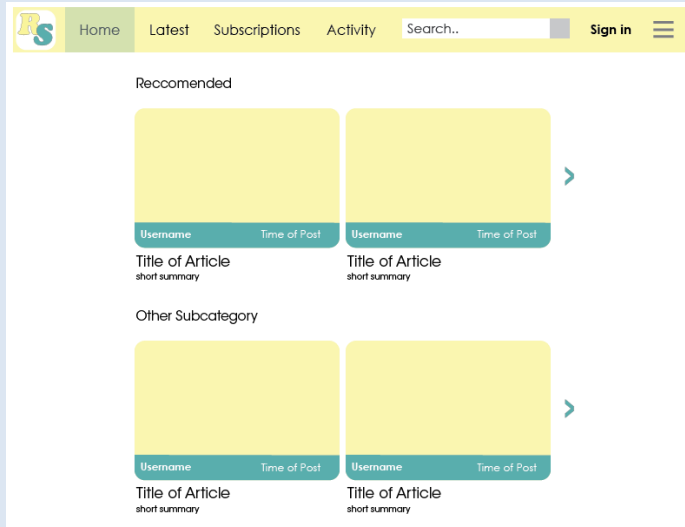 RS
Home Latest Subscriptions Activity Search.. Sign in
Reccomended
Username Time of Post Username Time of Post
Title of Article Title of Article
short summary short summary
Other Subcategory
Username Time of Post Username Time of Post
Title of Article Title of Article
short summary short summary